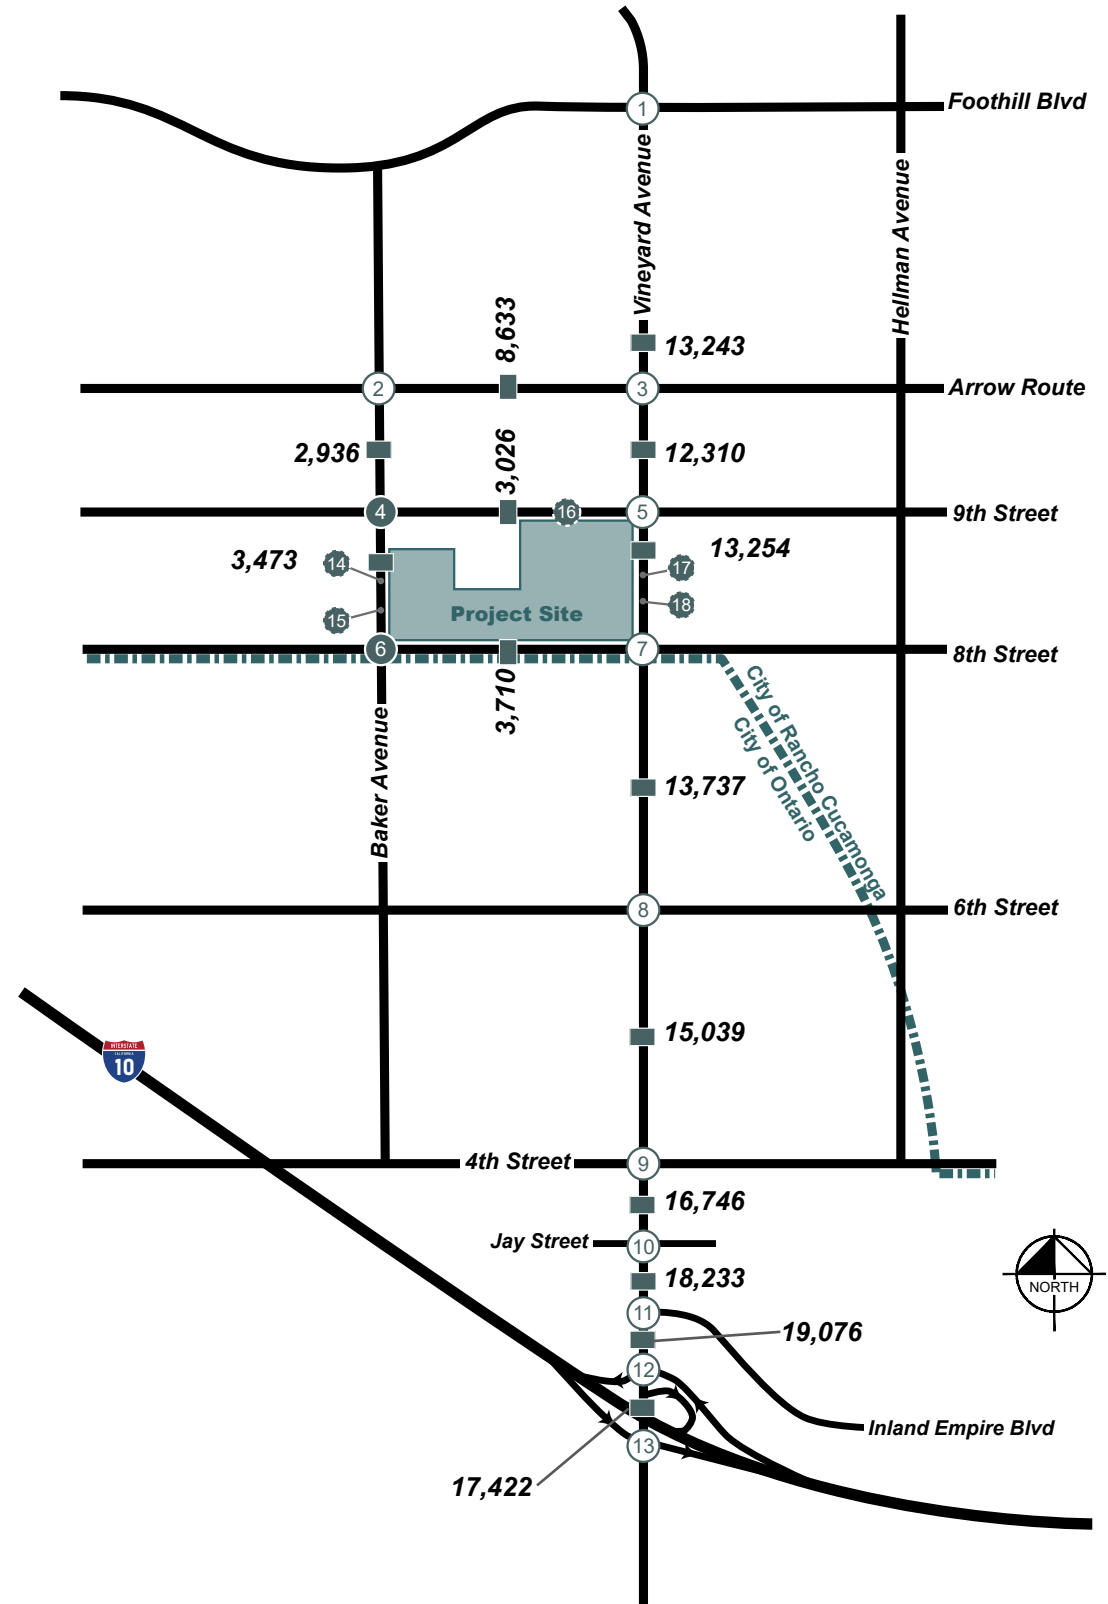 Foothill Blvd
1
Vineyard Avenue
Hellman Avenue
8,633
13,243
2
3
Arrow Route
2,936
3,026
12,310
4
16
5
9th Street
3,473
14
13,254
17
15
Project Site
18
6
7
8th Street
3,710
City of Rancho Cucamonga
City of Ontario
Baker Avenue
13,737
8
6th Street
15,039
INTERSTATE
CALIFORNIA
10
4th Street
9
16,746
Jay Street
10
18,233
NORTH
11
19,076
12
Inland Empire Blvd
13
17,422